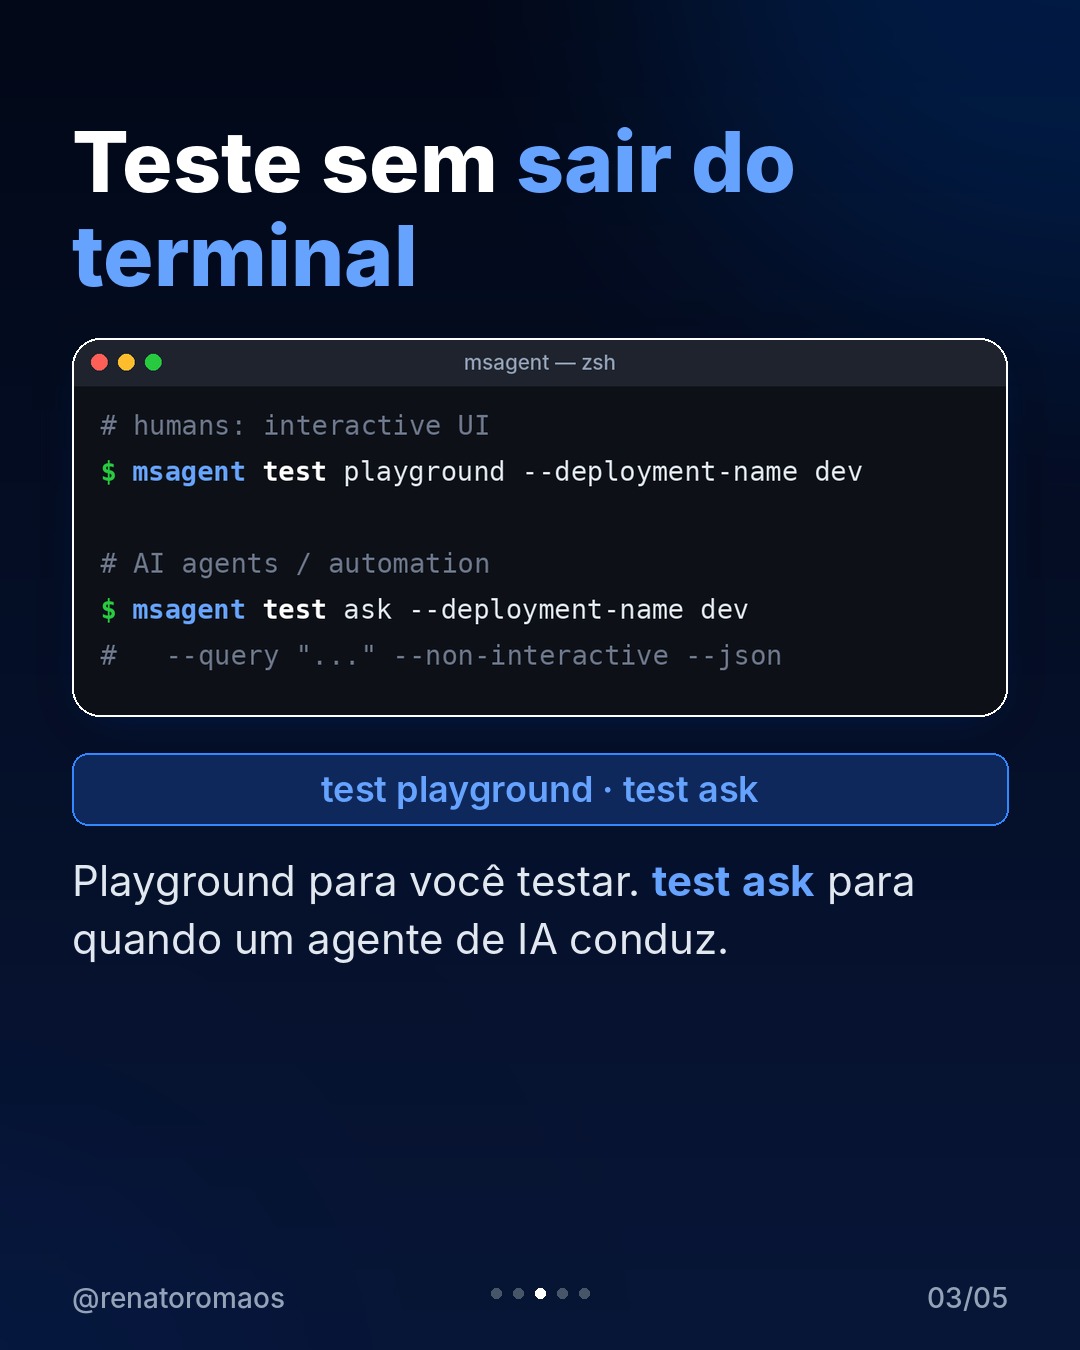 Teste sem sair do
terminal
msagent — zsh
# humans: interactive UI
$ msagent test playground --deployment-name dev
# AI agents / automation
$ msagent test ask --deployment-name dev
#   --query "..." --non-interactive --json
test playground · test ask
Playground para você testar. test ask para
quando um agente de IA conduz.
@renatoromaos
03/05